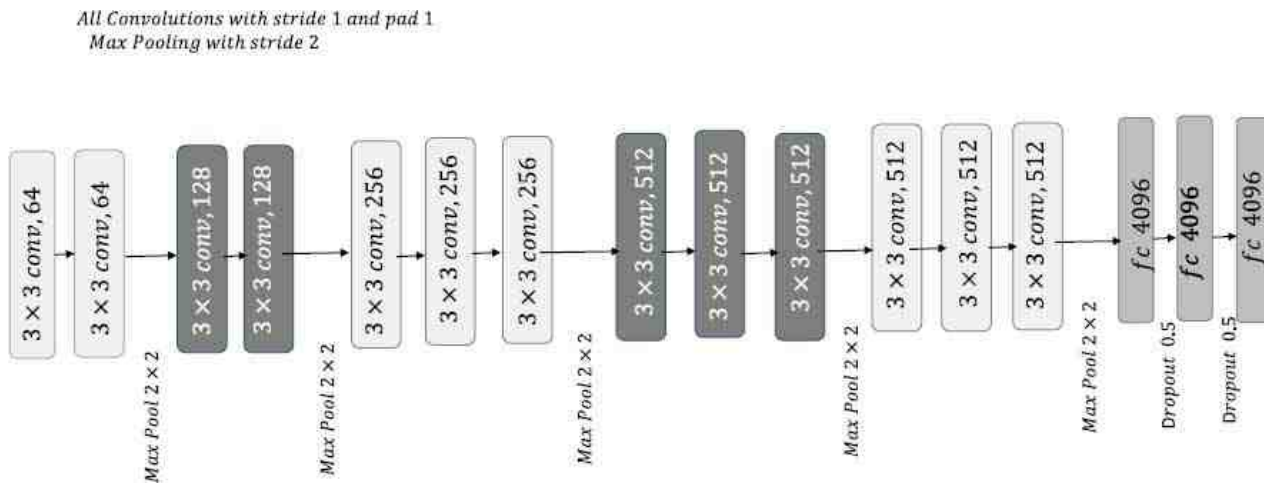 All Convolutions with stride 1 and pad 1
Max Pooling with stride 2
3 × 3 conv, 64
3 × 3 conv, 64
Max Pool 2 × 2
3 × 3 conv, 128
3 × 3 conv, 128
Max Pool 2 × 2
3 × 3 conv, 256
3 × 3 conv, 256
3 × 3 conv, 256
Max Pool 2 × 2
3 × 3 conv, 512
3 × 3 conv, 512
3 × 3 conv, 512
Max Pool 2 × 2
3 × 3 conv, 512
3 × 3 conv, 512
3 × 3 conv, 512
Max Pool 2 × 2
fc 4096
Dropout 0.5
fc 4096
Dropout 0.5
fc 4096